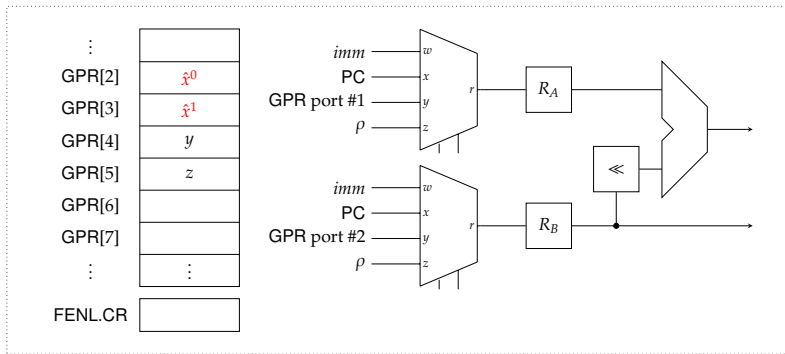 ⋮
GPR[2] x̂⁰
GPR[3] x̂¹
GPR[4] y
GPR[5] z
GPR[6]
GPR[7]
⋮ ⋮
FENL.CR
imm w
PC x
GPR port #1 y r
ρ z
R_A
imm w
PC x
GPR port #2 y r
ρ z
R_B
≪